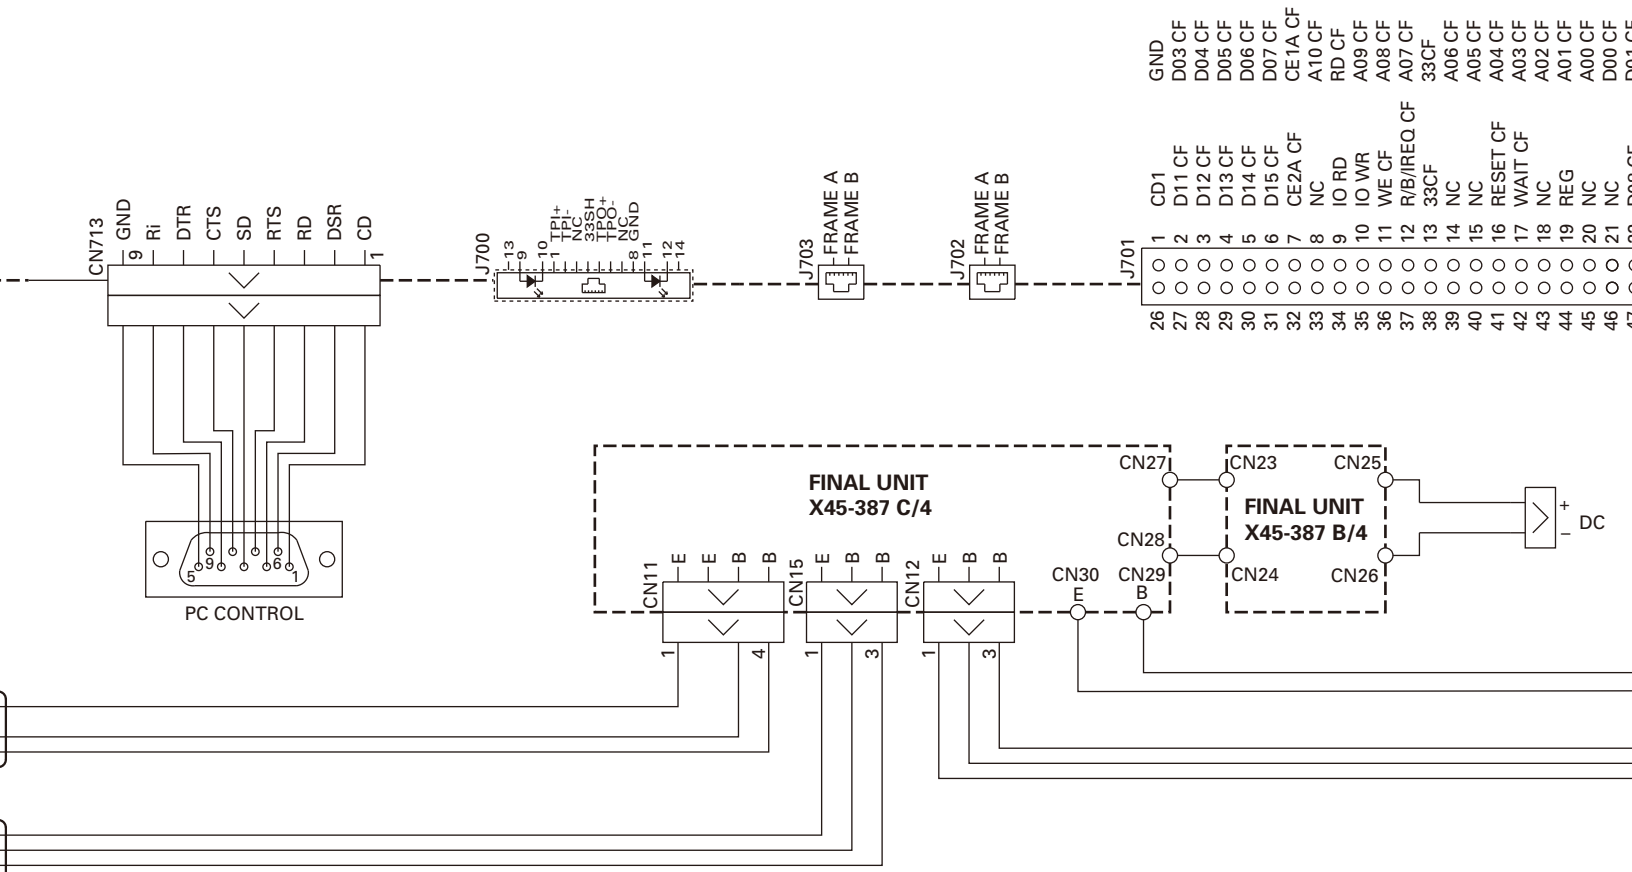 GND
D03 CF
D04 CF
D05 CF
D06 CF
D07 CF
CE1A CF
A10 CF
RD CF
A09 CF
A08 CF
A07 CF
33CF
A06 CF
A05 CF
A04 CF
A03 CF
A02 CF
A01 CF
A00 CF
D00 CF
D01 CF
CD1
D11 CF
D12 CF
D13 CF
D14 CF
D15 CF
CE2A CF
NC
IO RD
IO WR
WE CF
R/B/IREQ CF
33CF
NC
NC
RESET CF
WAIT CF
NC
REG
NC
NC
J701
1 2 3 4 5 6 7 8 9 10 11 12 13 14 15 16 17 18 19 20 21
26 27 28 29 30 31 32 33 34 35 36 37 38 39 40 41 42 43 44 45 46 47
CN713
GND
Ri
DTR
CTS
SD
RTS
RD
DSR
CD
9 1
J700
13 9 10 1
TPI+
TPI-
NC
33SH
TPO+
TPO-
NC
GND
8 11 12 14
J703
FRAME A
FRAME B
J702
FRAME A
FRAME B
5 9 6 1
PC CONTROL
FINAL UNIT
X45-387 C/4
CN27
CN28
CN30
E
CN29
B
CN11
E E B B
1 4
CN15
E B B
1 3
CN12
E B B
1 3
CN23
CN25
FINAL UNIT
X45-387 B/4
CN24
CN26
+
−
DC